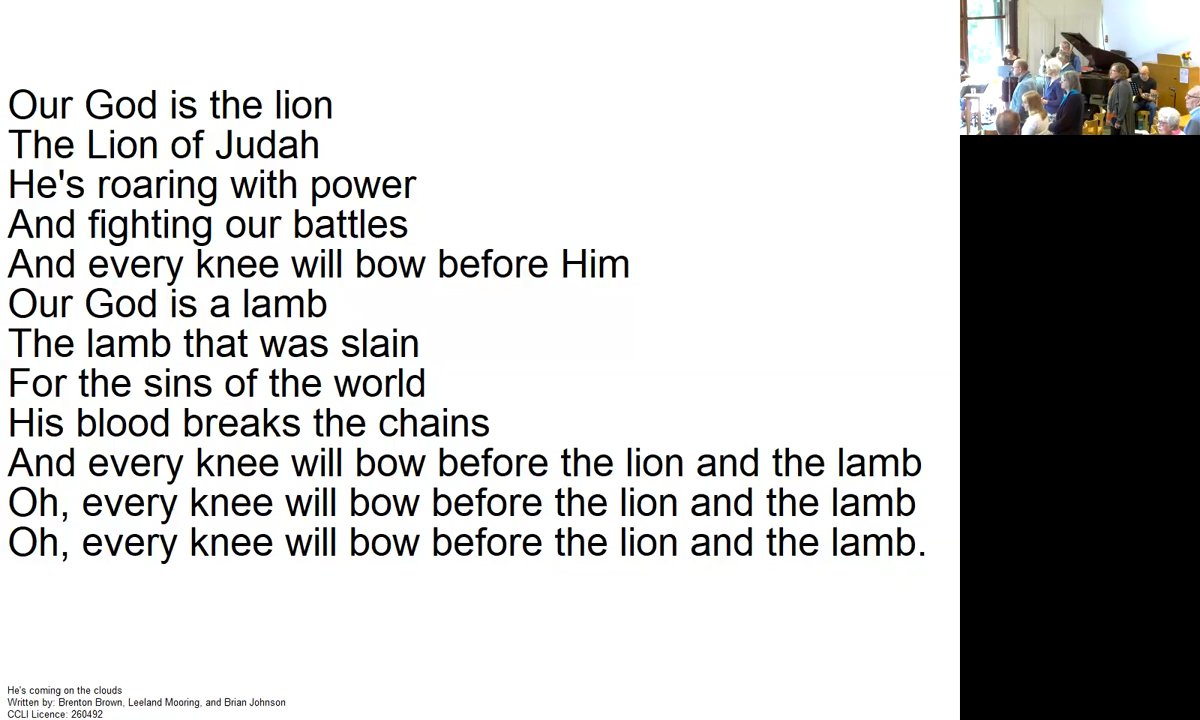 Our God is the lion
The Lion of Judah
He's roaring with power
And fighting our battles
And every knee will bow before Him
Our God is a lamb
The lamb that was slain
For the sins of the world
His blood breaks the chains
And every knee will bow before the lion and the lamb
Oh, every knee will bow before the lion and the lamb
Oh, every knee will bow before the lion and the lamb.
He's coming on the clouds
Written by: Brenton Brown, Leeland Mooring, and Brian Johnson
CCLI Licence: 260492